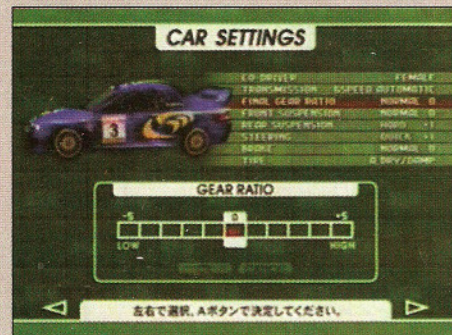 CAR SETTINGS
CO-DRIVER FEMALE
TRANSMISSION 6SPEED AUTOMATIC
FINAL GEAR RATIO NORMAL 0
FRONT SUSPENSION NORMAL 0
REAR SUSPENSION HARD
STEERING QUICK +1
BRAKE NORMAL 0
TIRE DRY/DAMP
3
GEAR RATIO
-5 0 +5
LOW HIGH
左右で選択、Aボタンで決定してください。